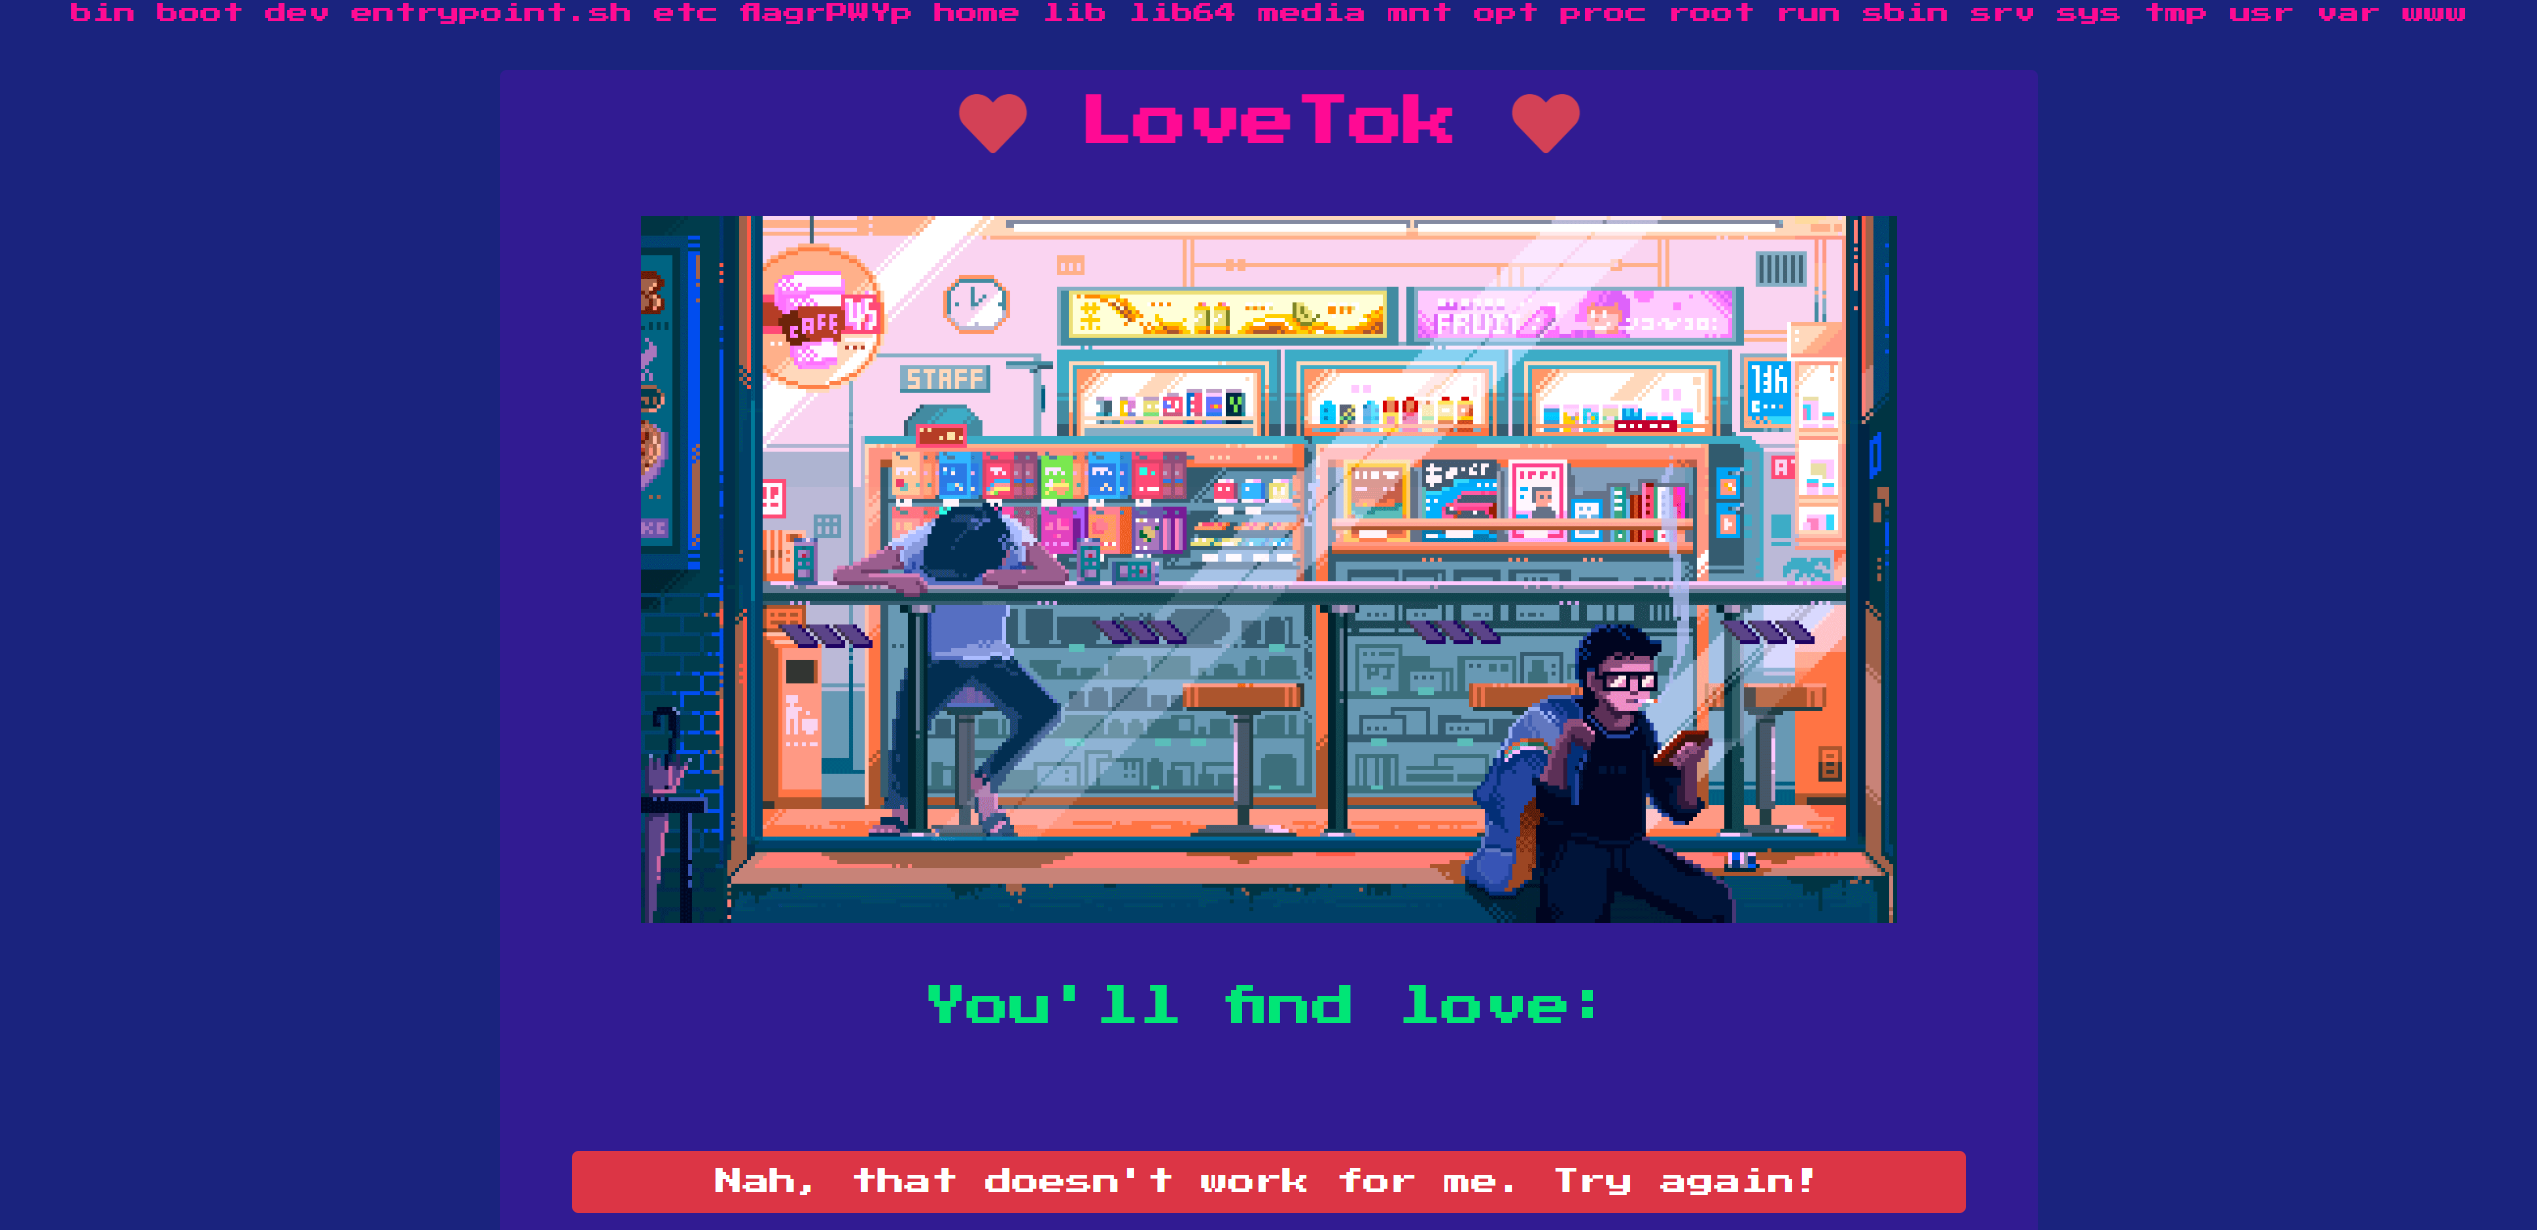 bin boot dev entrypoint.sh etc flagrPWYp home lib lib64 media mnt opt proc root run sbin srv sys tmp usr var www
LoveTok
CAFE
45
FRUIT
STAFF
You'll find love:
Nah, that doesn't work for me. Try again!